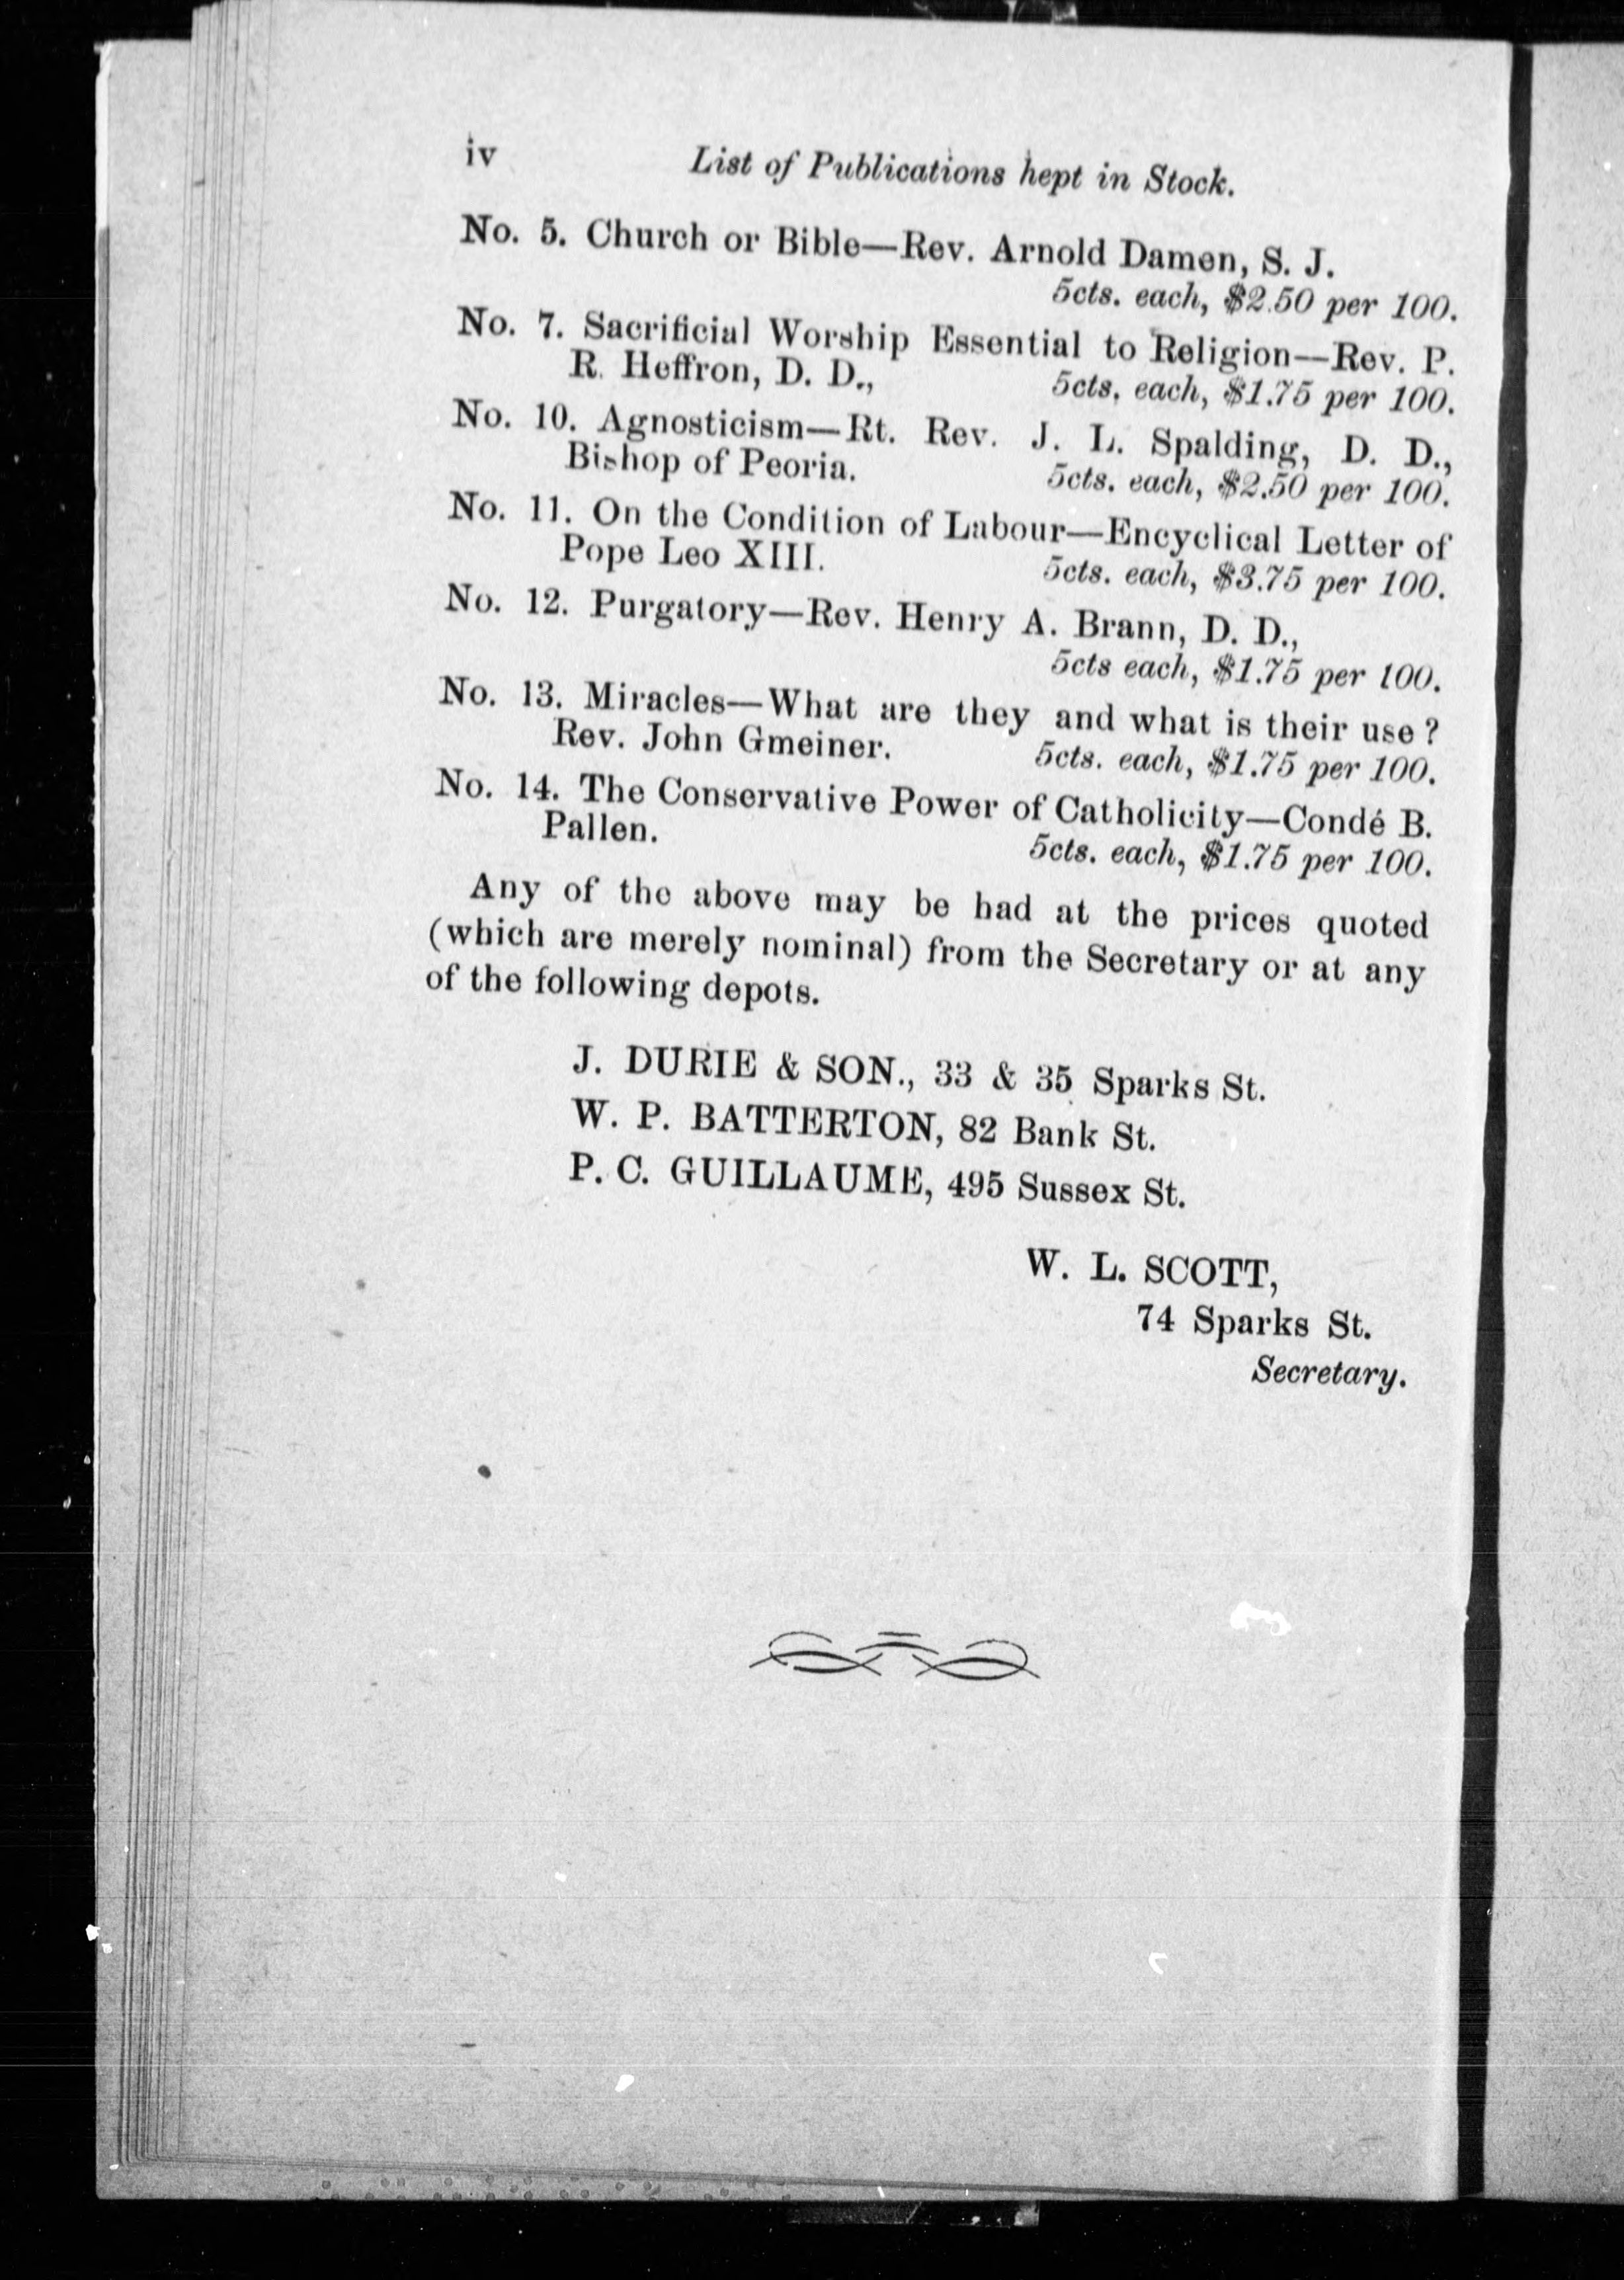 iv List of Publications hept in Stock.
No. 5. Church or Bible—Rev. Arnold Damen, S. J.
5cts. each, $2.50 per 100.
No. 7. Sacrificial Worship Essential to Religion—Rev. P.
R. Heffron, D. D., 5cts. each, $1.75 per 100.
No. 10. Agnosticism—Rt. Rev. J. L. Spalding, D. D.,
Bishop of Peoria. 5cts. each, $2.50 per 100.
No. 11. On the Condition of Labour—Encyclical Letter of
Pope Leo XIII. 5cts. each, $3.75 per 100.
No. 12. Purgatory—Rev. Henry A. Brann, D. D.,
5cts each, $1.75 per 100.
No. 13. Miracles—What are they and what is their use?
Rev. John Gmeiner. 5cts. each, $1.75 per 100.
No. 14. The Conservative Power of Catholicity—Condé B.
Pallen. 5cts. each, $1.75 per 100.
Any of the above may be had at the prices quoted
(which are merely nominal) from the Secretary or at any
of the following depots.
J. DURIE & SON., 33 & 35 Sparks St.
W. P. BATTERTON, 82 Bank St.
P. C. GUILLAUME, 495 Sussex St.
W. L. SCOTT,
74 Sparks St.
Secretary.